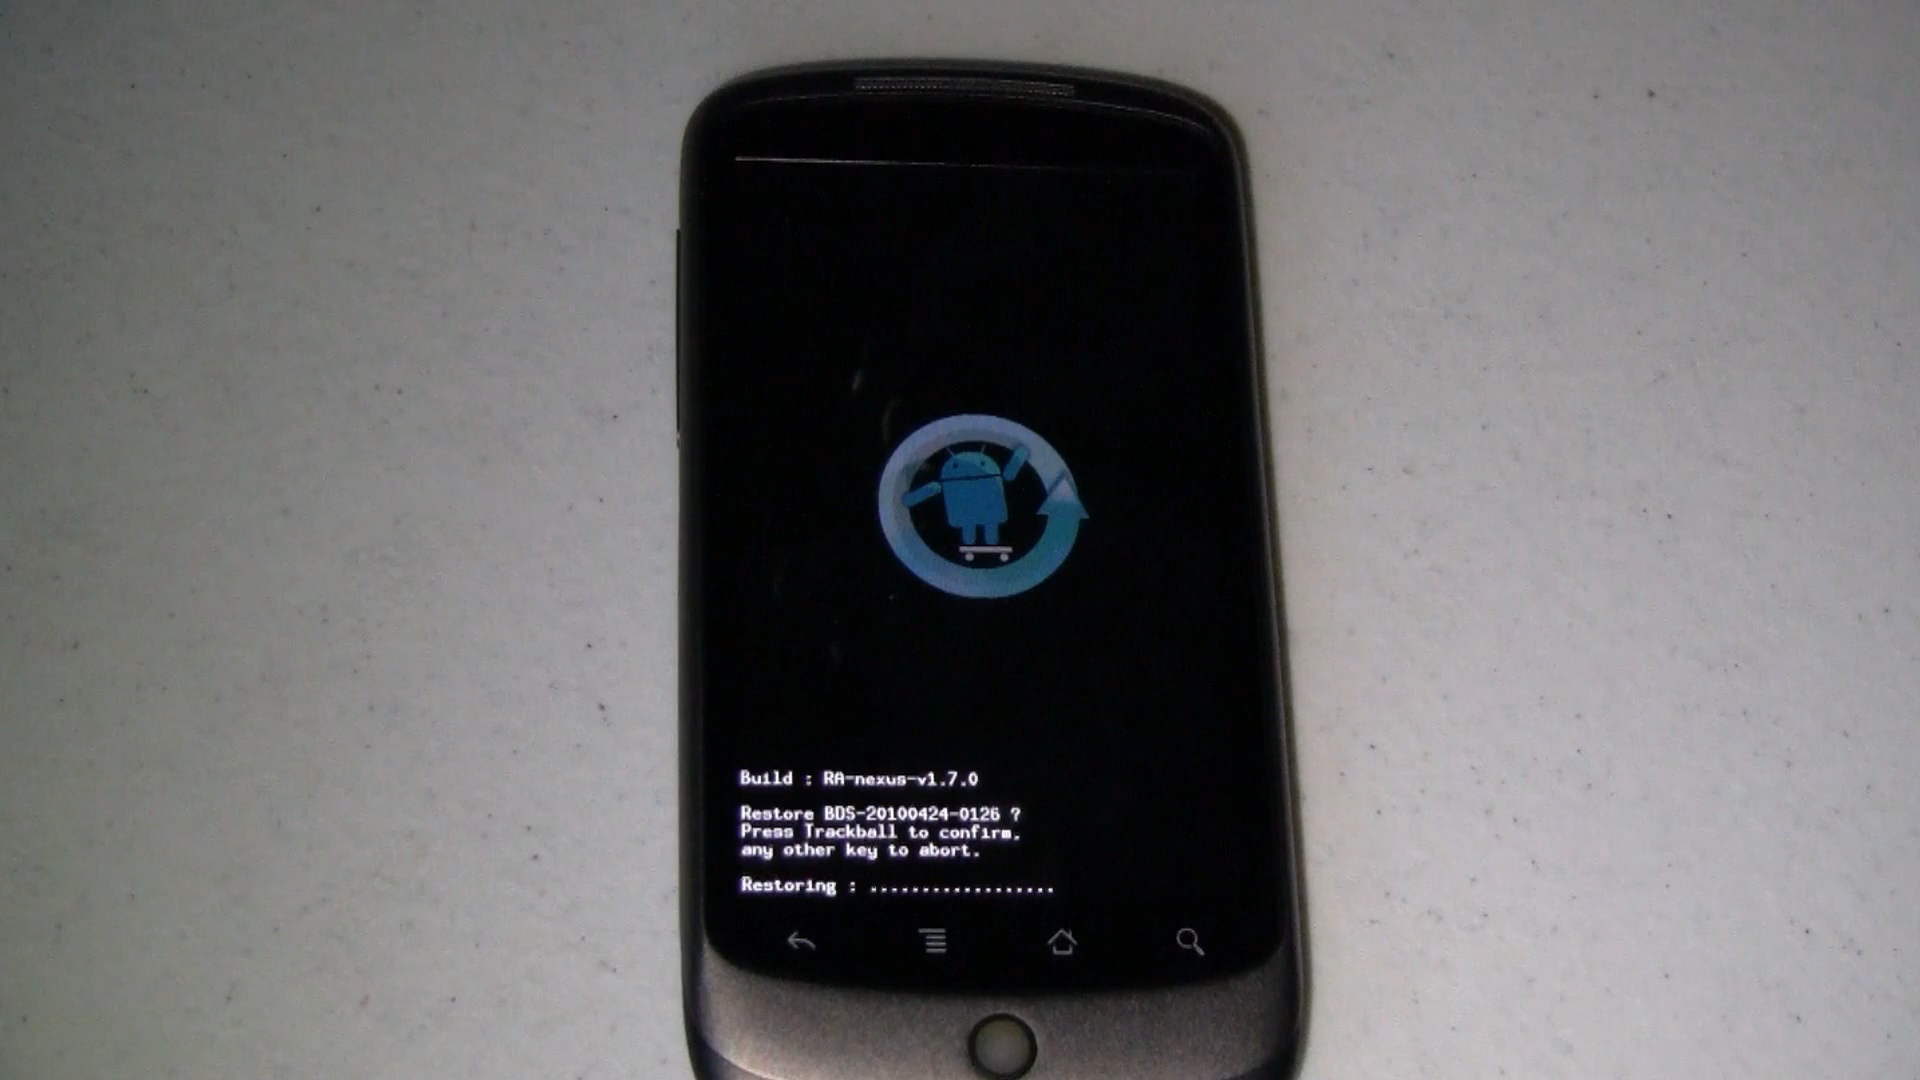 Build : RA-nexus-v1.7.0
Restore BDS-20100424-0126 ?
Press Trackball to confirm,
any other key to abort.
Restoring : ..................